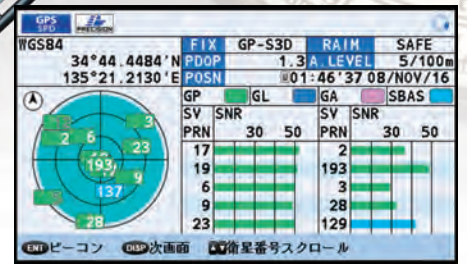 GPS SPD PRECISION
WGS84 FIX GP-S3D RAIM SAFE
34°44.4484'N PDOP 1.3 A.LEVEL 5/100m
135°21.2130'E POSN 01:46'37 08/NOV/16
GP GL GA SBAS
SV SNR SV SNR
PRN 30 50 PRN 30 50
17 2
19 193
6 3
9 28
23 129
3
2 6
23
193
9
137
28
ENT ビーコン DISP 次画面 ▲▼ 衛星番号スクロール